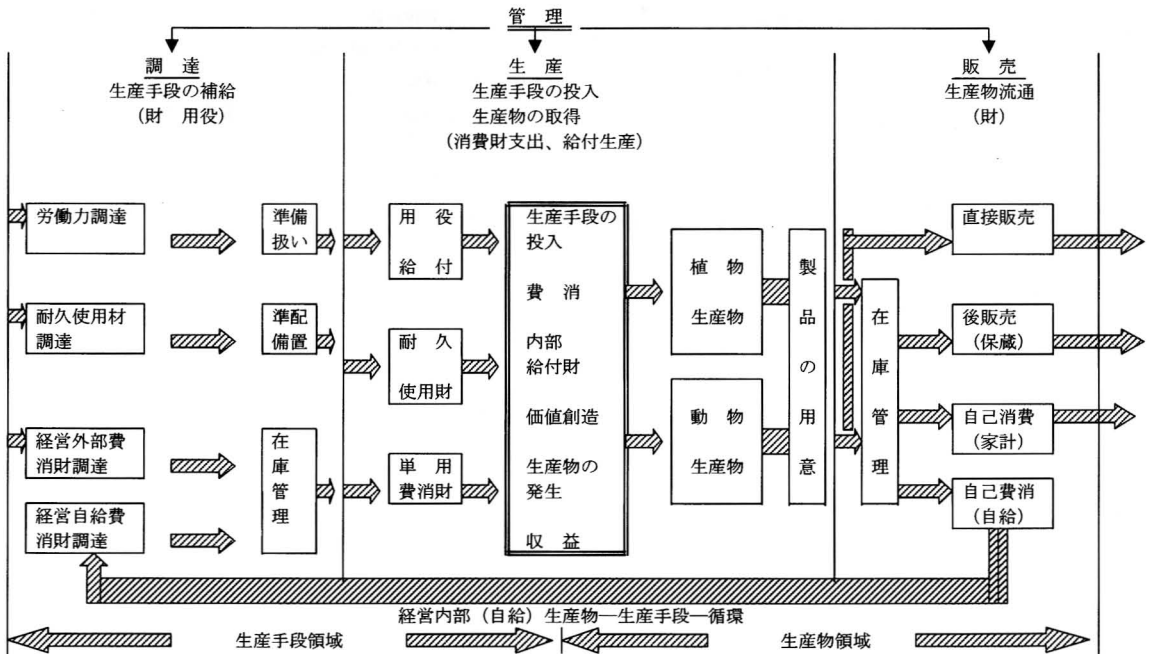 管 理
調 達
生産手段の補給
(財 用役)
生 産
生産手段の投入
生産物の取得
(消費財支出、給付生産)
販 売
生産物流通
(財)
労働力調達
準備
扱い
耐久使用材
調達
準配
備置
経営外部費
消財調達
経営自給費
消財調達
在
庫
管
理
用 役
給 付
耐 久
使用財
単 用
費消財
生産手段の
投入
費 消
内部
給付財
価値創造
生産物の
発生
収 益
植 物
生産物
動 物
生産物
製
品
の
用
意
在
庫
管
理
直接販売
後販売
(保蔵)
自己消費
(家計)
自己費消
(自給)
経営内部(自給)生産物―生産手段―循環
生産手段領域
生産物領域